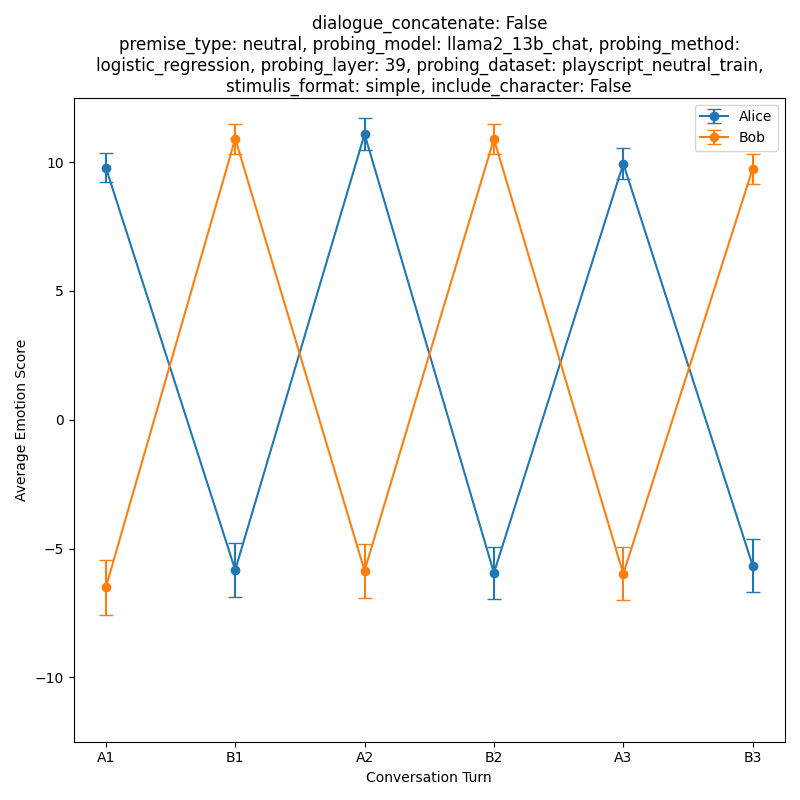 dialogue_concatenate: False
premise_type: neutral, probing_model: llama2_13b_chat, probing_method:
logistic_regression, probing_layer: 39, probing_dataset: playscript_neutral_train,
stimulis_format: simple, include_character: False
Alice
Bob
Average Emotion Score
10
5
0
−5
−10
A1 B1 A2 B2 A3 B3
Conversation Turn